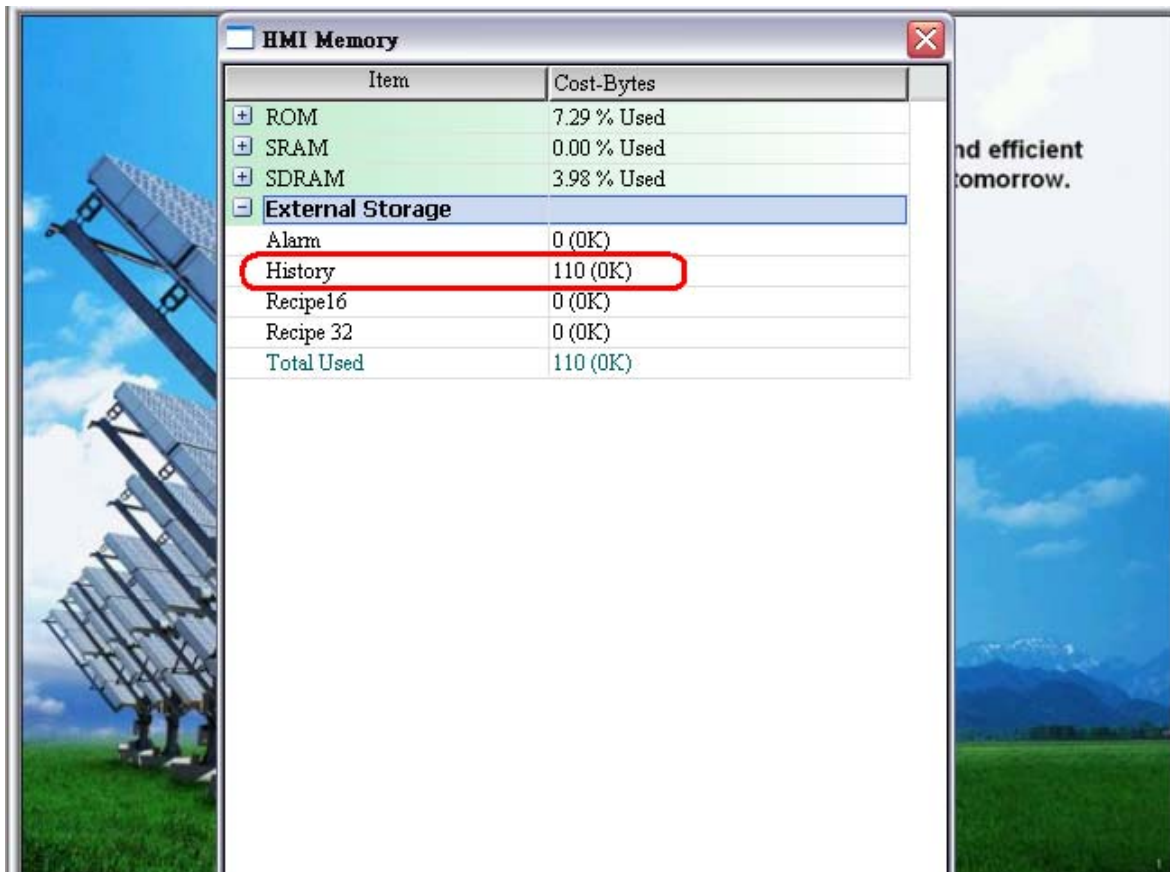 HMI Memory
Item Cost-Bytes
ROM 7.29 % Used
SRAM 0.00 % Used
SDRAM 3.98 % Used
External Storage
Alarm 0 (0K)
History 110 (0K)
Recipe16 0 (0K)
Recipe 32 0 (0K)
Total Used 110 (0K)
nd efficient
tomorrow.